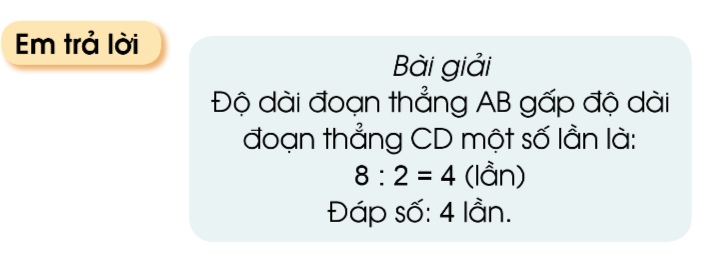 Em trả lời
Bài giải
Độ dài đoạn thẳng AB gấp độ dài
đoạn thẳng CD một số lần là:
8 : 2 = 4 (lần)
Đáp số: 4 lần.